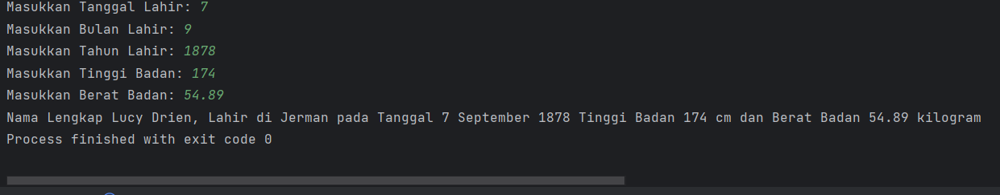 Masukkan Tanggal Lahir: 7
Masukkan Bulan Lahir: 9
Masukkan Tahun Lahir: 1878
Masukkan Tinggi Badan: 174
Masukkan Berat Badan: 54.89
Nama Lengkap Lucy Drien, Lahir di Jerman pada Tanggal 7 September 1878 Tinggi Badan 174 cm dan Berat Badan 54.89 kilogram
Process finished with exit code 0